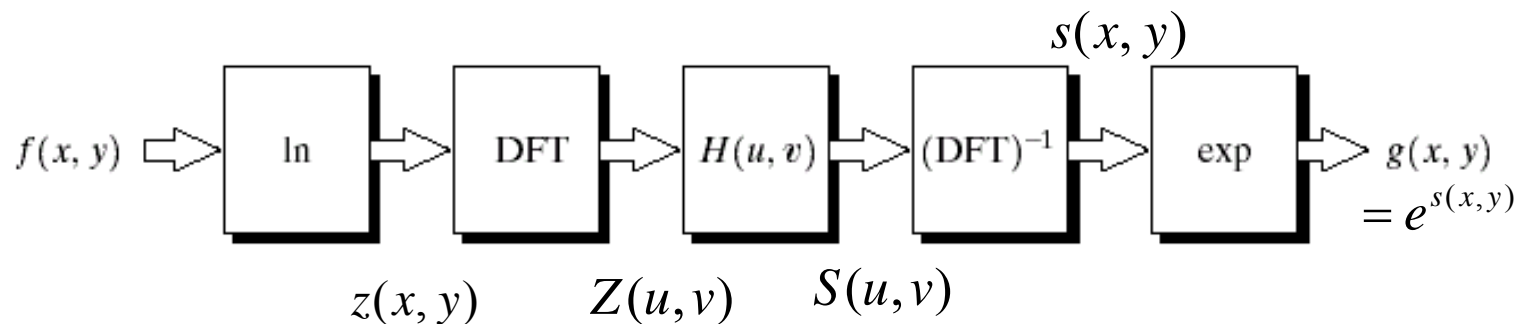 s(x, y)
f(x, y) ln DFT H(u, v) (DFT)⁻¹ exp g(x, y)
= e^{s(x,y)}
z(x, y) Z(u, v) S(u, v)